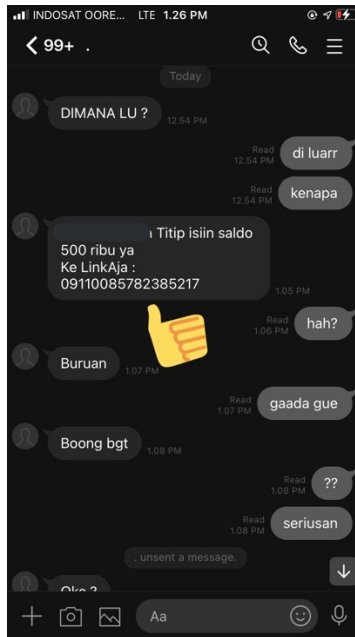 INDOSAT OORE... LTE 1.26 PM
99+ .
Today
DIMANA LU ?
12.54 PM
Read
12.54 PM
di luarr
Read
12.54 PM
kenapa
Titip isiin saldo
500 ribu ya
Ke LinkAja :
09110085782385217
1.05 PM
Read
1.06 PM
hah?
Buruan
1.07 PM
Read
1.07 PM
gaada gue
Boong bgt
1.08 PM
Read
1.08 PM
??
Read
1.08 PM
seriusan
. unsent a message.
Oke ?
Aa